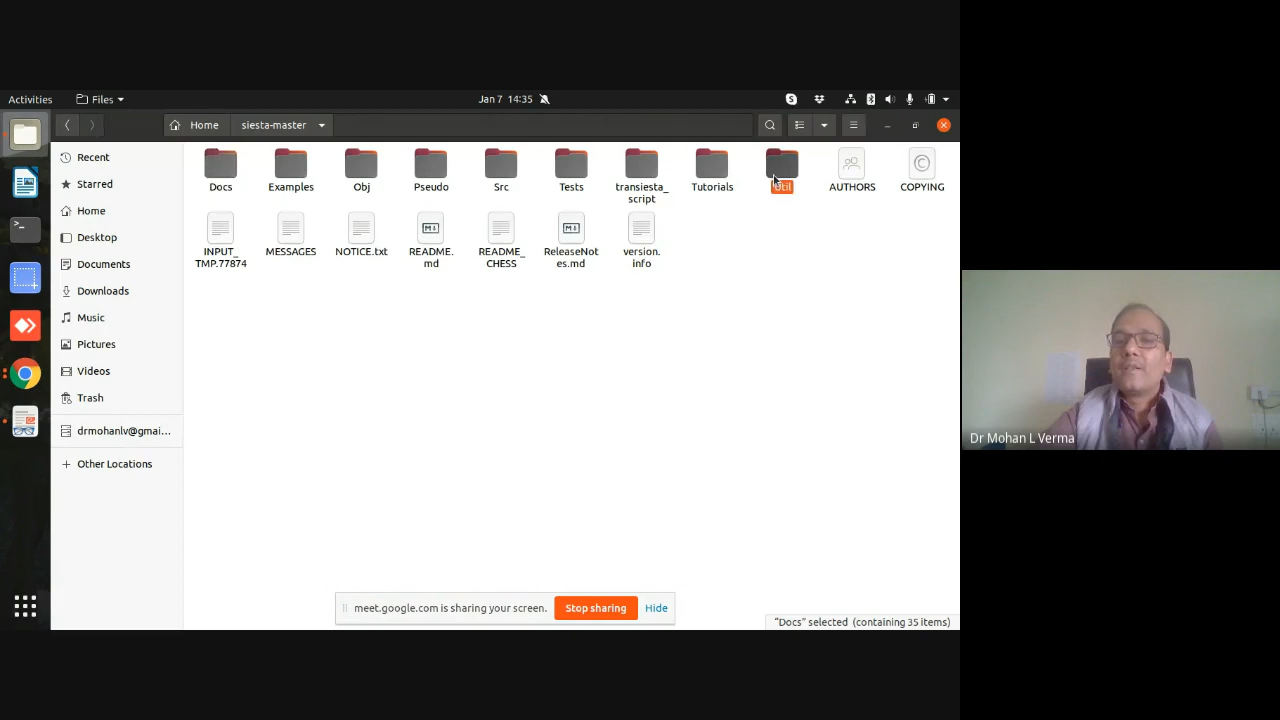 Activities
Files
Jan 7 14:35
Home
siesta-master
Recent
Starred
Home
Desktop
Documents
Downloads
Music
Pictures
Videos
Trash
drmohanlv@gmai...
Other Locations
Docs
Examples
Obj
Pseudo
Src
Tests
transiesta_
script
Tutorials
Util
AUTHORS
COPYING
INPUT_
TMP.77874
MESSAGES
NOTICE.txt
README.
md
README_
CHESS
ReleaseNot
es.md
version.
info
meet.google.com is sharing your screen.
Stop sharing
Hide
"Docs" selected (containing 35 items)
Dr Mohan L Verma